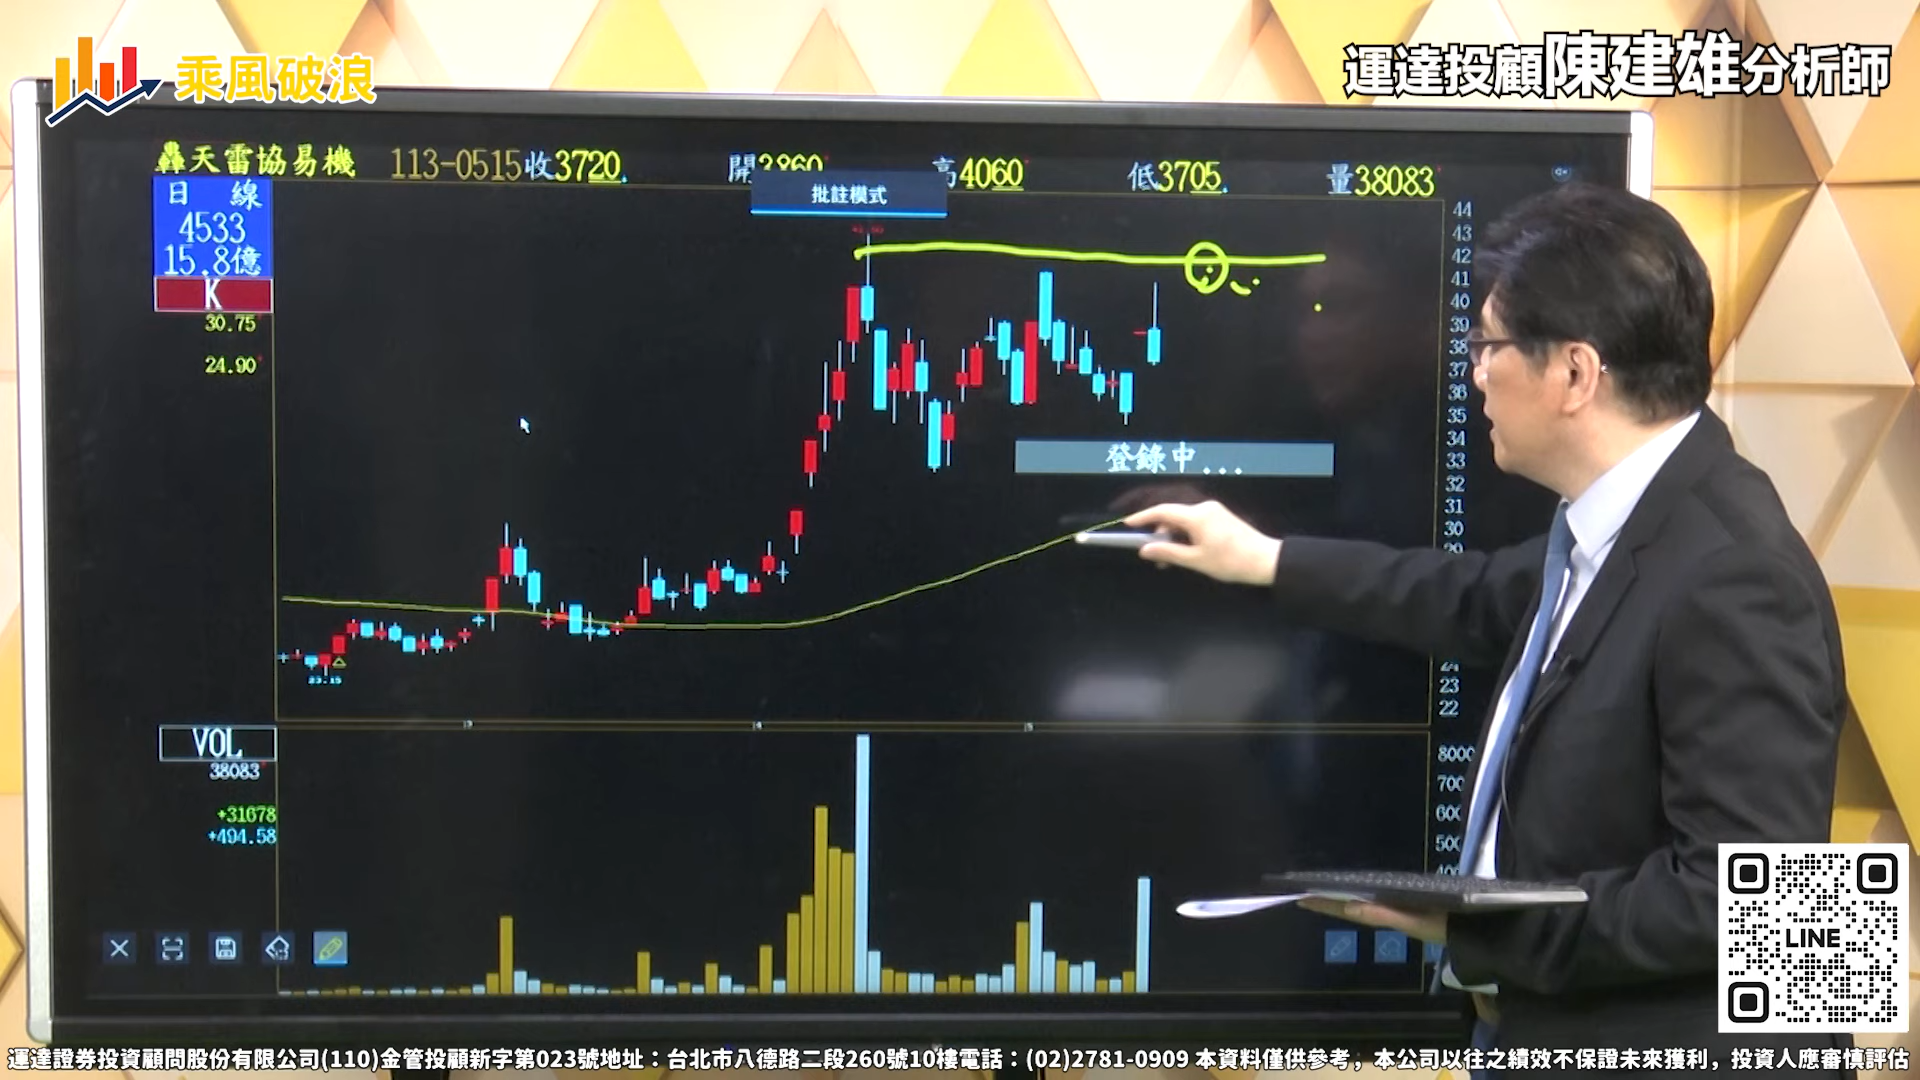 乘風破浪
運達投顧陳建雄分析師
轟天雷協易機 113-0515收3720 開3860 高4060 低3705 量38083
批註模式
日 線
4533
15.8億
K
30.75
24.90
44
43
42
41
40
39
38
37
36
35
34
33
32
31
30
23
22
登錄中...
23.15
VOL
38083
+31678
+494.58
8000
700
600
500
LINE
運達證券投資顧問股份有限公司(110)金管投顧新字第023號地址：台北市八德路二段260號10樓電話：(02)2781-0909 本資料僅供參考，本公司以往之績效不保證未來獲利，投資人應審慎評估